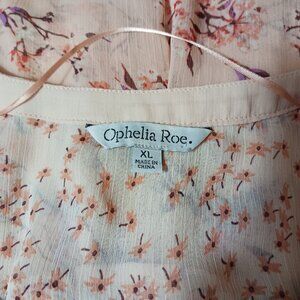 Ophelia Roe.
XL
MADE IN
CHINA